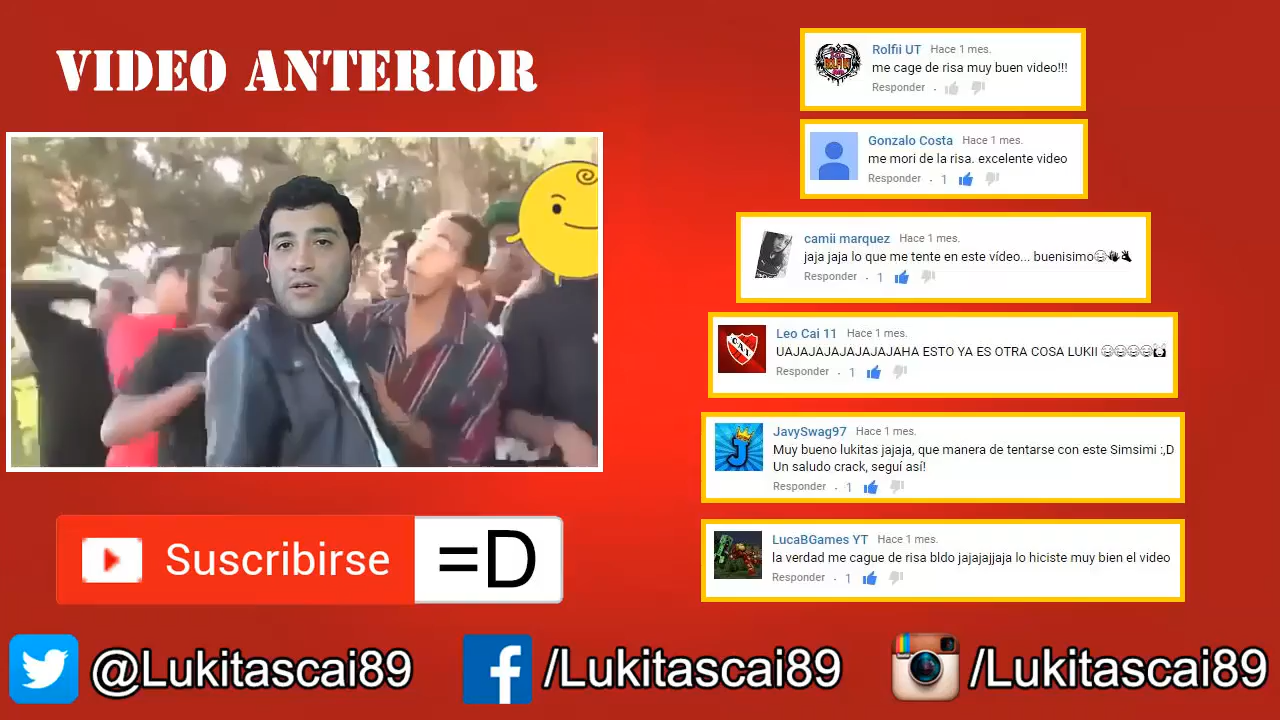 VIDEO ANTERIOR
Rolfii UT Hace 1 mes.
me cage de risa muy buen video!!!
Responder ·
Gonzalo Costa Hace 1 mes.
me mori de la risa. excelente video
Responder · 1
camii marquez Hace 1 mes.
jaja jaja lo que me tente en este vídeo... buenisimo
Responder · 1
CAI
Leo Cai 11 Hace 1 mes.
UAJAJAJAJAJAJAJAHA ESTO YA ES OTRA COSA LUKII
Responder · 1
J
JavySwag97 Hace 1 mes.
Muy bueno lukitas jajaja, que manera de tentarse con este Simsimi :,D
Un saludo crack, seguí así!
Responder · 1
LucaBGames YT Hace 1 mes.
la verdad me cague de risa bldo jajajajjaja lo hiciste muy bien el video
Responder · 1
Suscribirse =D
@Lukitascai89 /Lukitascai89 /Lukitascai89